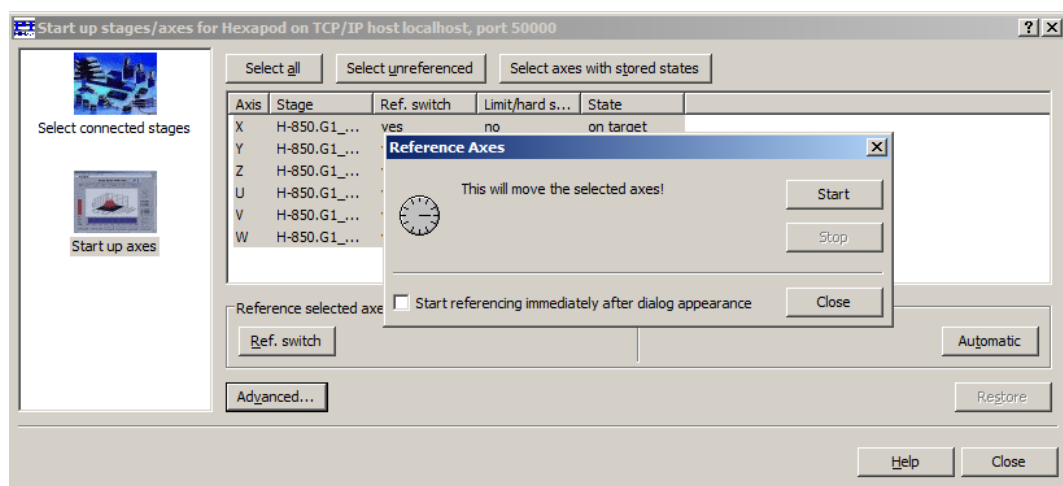 Start up stages/axes for Hexapod on TCP/IP host localhost, port 50000
Select connected stages
Start up axes
Select all Select unreferenced Select axes with stored states
Axis Stage Ref. switch Limit/hard s... State
X H-850.G1_... yes no on target
Y H-850.G1_...
Z H-850.G1_...
U H-850.G1_...
V H-850.G1_...
W H-850.G1_...
Reference Axes
This will move the selected axes!
Start
Stop
Start referencing immediately after dialog appearance
Close
Reference selected axe
Ref. switch
Automatic
Advanced...
Restore
Help Close